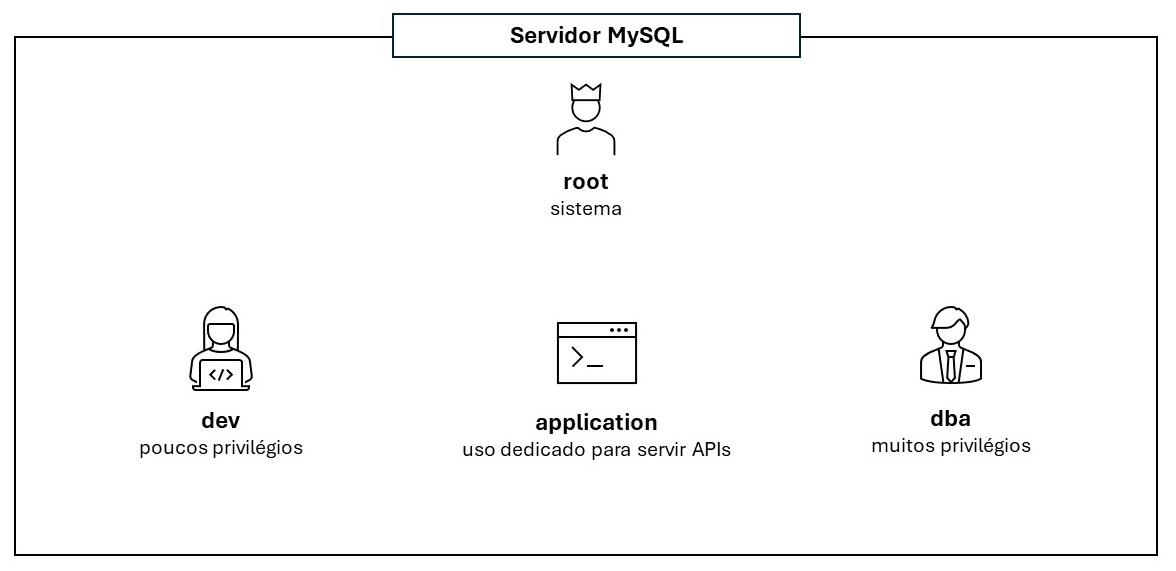 Servidor MySQL
root
sistema
</>
dev
poucos privilégios
>_
application
uso dedicado para servir APIs
dba
muitos privilégios